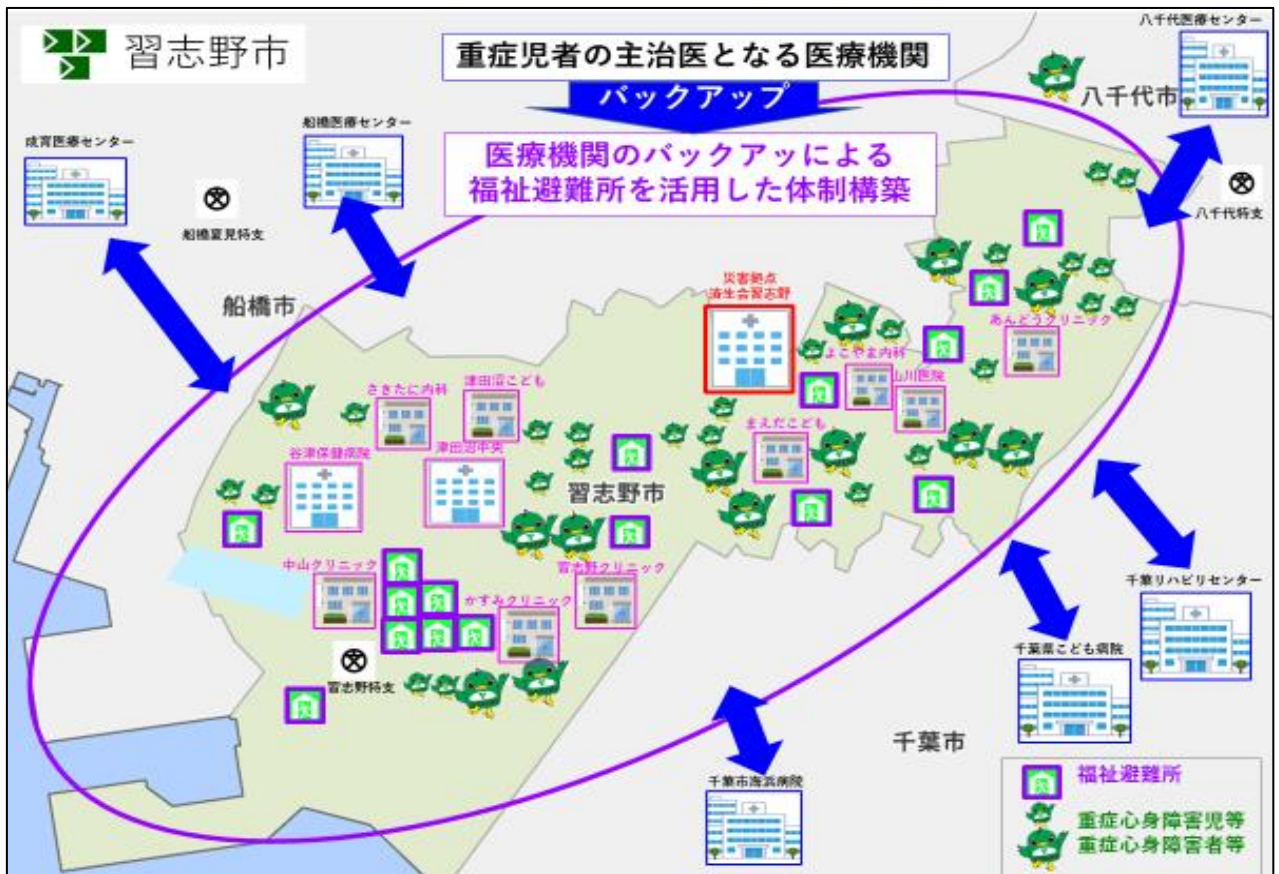 習志野市
重症児者の主治医となる医療機関
バックアップ
八千代医療センター
八千代市
成育医療センター
船橋医療センター
医療機関のバックアッによる
福祉避難所を活用した体制構築
船橋夏見特支
八千代特支
船橋市
災害拠点
済生会習志野
あんどうクリニック
よこやま内科
山川医院
さきたに内科
津田沼こども
まえだこども
谷津保健病院
津田沼中央
習志野市
中山クリニック
かすみクリニック
習志野クリニック
習志野特支
千葉リハビリセンター
千葉県こども病院
千葉市
千葉市海浜病院
福祉避難所
重症心身障害児等
重症心身障害者等